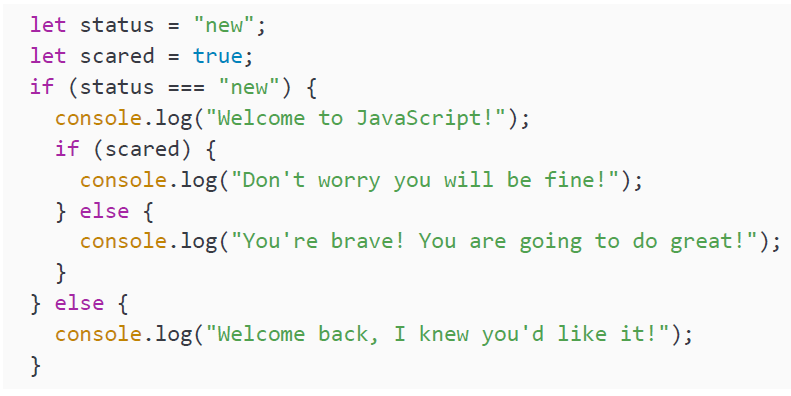 let status = "new";
let scared = true;
if (status === "new") {
  console.log("Welcome to JavaScript!");
  if (scared) {
    console.log("Don't worry you will be fine!");
  } else {
    console.log("You're brave! You are going to do great!");
  }
} else {
  console.log("Welcome back, I knew you'd like it!");
}